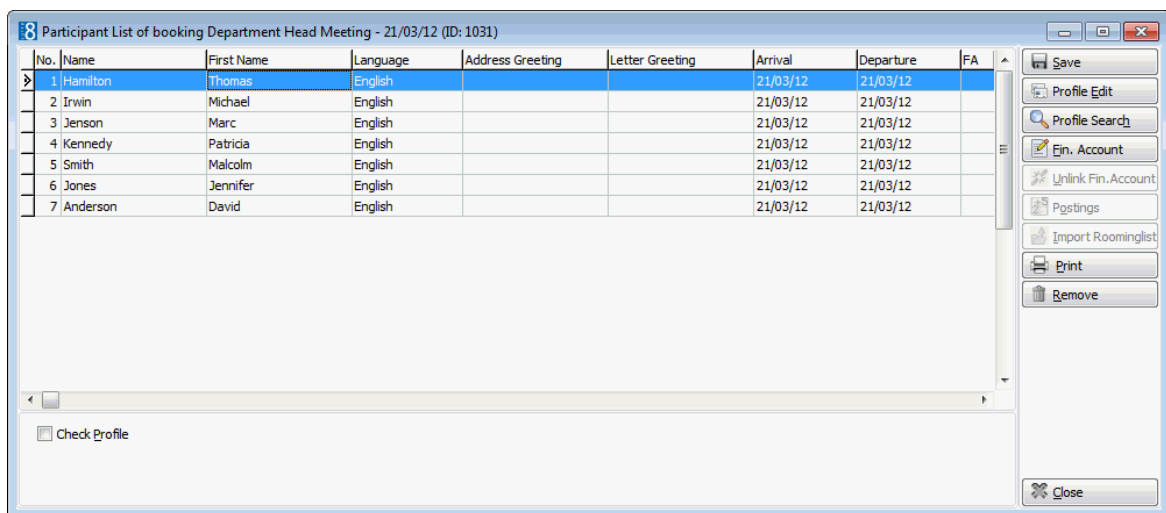 8 Participant List of booking Department Head Meeting - 21/03/12 (ID: 1031)
No. Name First Name Language Address Greeting Letter Greeting Arrival Departure FA
1 Hamilton Thomas English 21/03/12 21/03/12
2 Irwin Michael English 21/03/12 21/03/12
3 Jenson Marc English 21/03/12 21/03/12
4 Kennedy Patricia English 21/03/12 21/03/12
5 Smith Malcolm English 21/03/12 21/03/12
6 Jones Jennifer English 21/03/12 21/03/12
7 Anderson David English 21/03/12 21/03/12
Save
Profile Edit
Profile Search
Fin. Account
Unlink Fin.Account
Postings
Import Roominglist
Print
Remove
Check Profile
Close